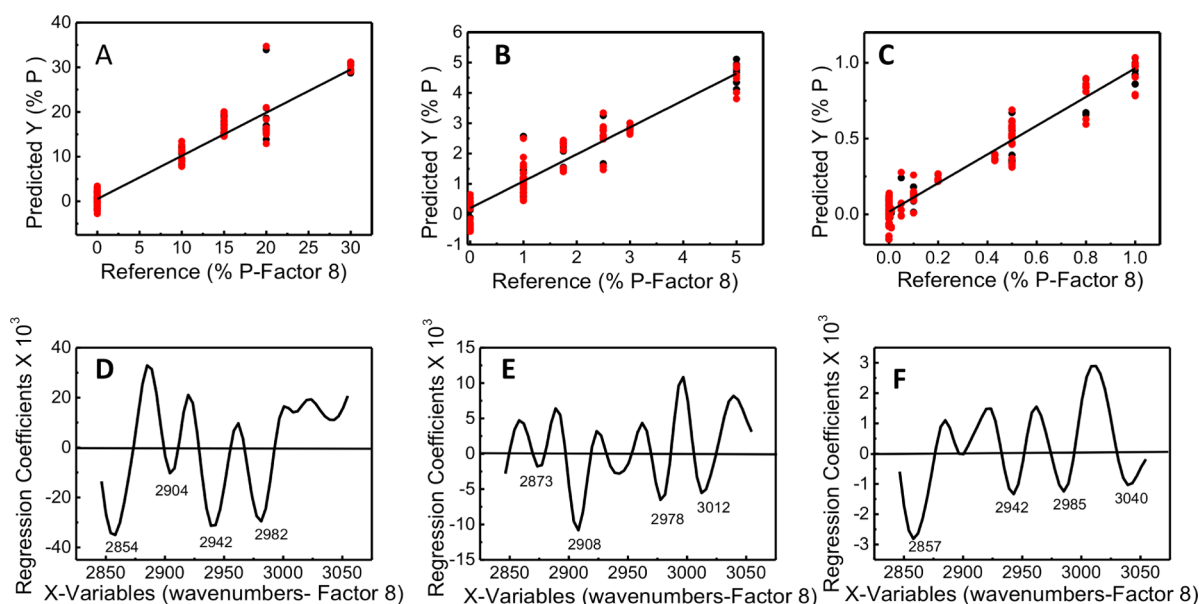 A
Predicted Y (% P )
40
30
20
10
0
0 5 10 15 20 25 30
Reference (% P-Factor 8)
B
Predicted Y (% P )
6
5
4
3
2
1
0
-1
0 1 2 3 4 5
Reference (% P-Factor 8)
C
Predicted Y (% P )
1.0
0.5
0.0
0.0 0.2 0.4 0.6 0.8 1.0
Reference (% P-Factor 8)
D
Regression Coefficients X 10³
40
20
0
-20
-40
2904
2854
2942
2982
2850 2900 2950 3000 3050
X-Variables (wavenumbers- Factor 8)
E
Regression Coefficients X 10³
15
10
5
0
-5
-10
-15
2873
2908
2978
3012
2850 2900 2950 3000 3050
X-Variables (wavenumbers-Factor 8)
F
Regression Coefficients X 10³
3
2
1
0
-1
-2
-3
-4
2857
2942
2985
3040
2850 2900 2950 3000 3050
X-Variables (wavenumbers-Factor 8)